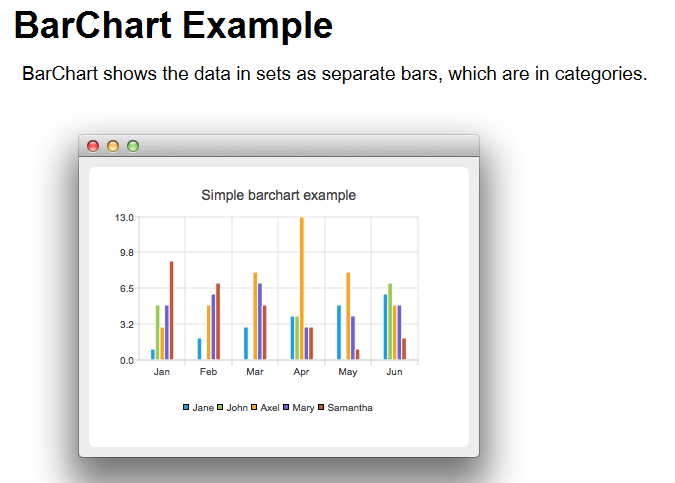 BarChart Example
BarChart shows the data in sets as separate bars, which are in categories.
Simple barchart example
13.0
9.8
6.5
3.2
0.0
Jan Feb Mar Apr May Jun
Jane John Axel Mary Samantha